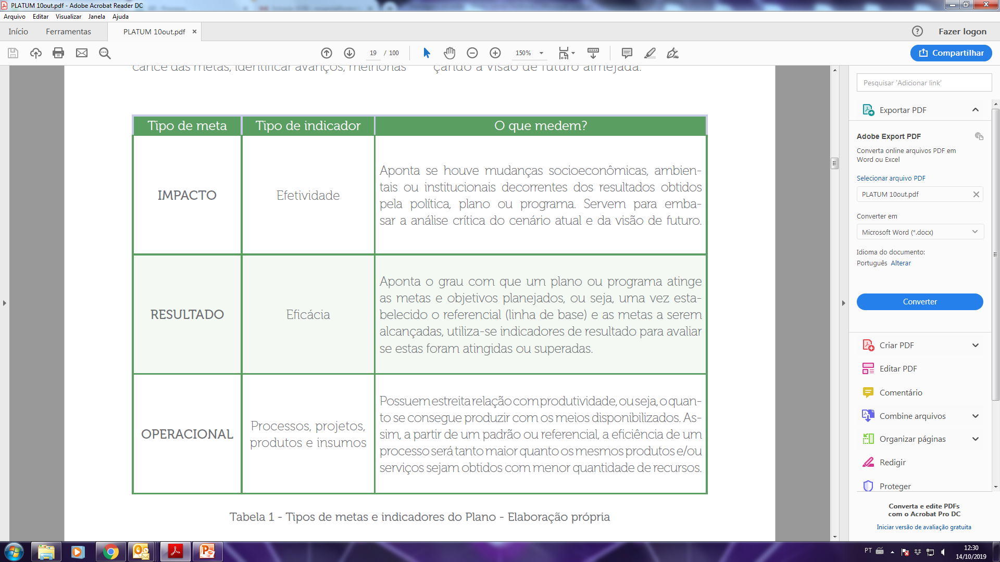 PLATUM 10out.pdf - Adobe Acrobat Reader DC
Arquivo Editar Visualizar Janela Ajuda
Início Ferramentas PLATUM 10out.pdf Fazer logon
19 / 100 150% Compartilhar
cance das metas, identificar avanços, melhorias
çando a visão de futuro almejada.
Tipo de meta Tipo de indicador O que medem?
IMPACTO
Efetividade
Aponta se houve mudanças socioeconômicas, ambien-
tais ou institucionais decorrentes dos resultados obtidos
pela política, plano ou programa. Servem para emba-
sar a análise crítica do cenário atual e da visão de futuro.
RESULTADO
Eficácia
Aponta o grau com que um plano ou programa atinge
as metas e objetivos planejados, ou seja, uma vez esta-
belecido o referencial (linha de base) e as metas a serem
alcançadas, utiliza-se indicadores de resultado para avaliar
se estas foram atingidas ou superadas.
OPERACIONAL
Processos, projetos,
produtos e insumos
Possuem estreita relação com produtividade, ou seja, o quan-
to se consegue produzir com os meios disponibilizados. As-
sim, a partir de um padrão ou referencial, a eficiência de um
processo será tanto maior quanto os mesmos produtos e/ou
serviços sejam obtidos com menor quantidade de recursos.
Tabela 1 - Tipos de metas e indicadores do Plano - Elaboração própria
Pesquisar 'Adicionar link'
Exportar PDF
Adobe Export PDF
Converta online arquivos PDF em
Word ou Excel
Selecionar arquivo PDF
PLATUM 10out.pdf
Converter em
Microsoft Word (*.docx)
Idioma do documento:
Português Alterar
Converter
Criar PDF
Editar PDF
Comentário
Combine arquivos
Organizar páginas
Redigir
Proteger
Converta e edite PDFs
com o Acrobat Pro DC
Iniciar versão de avaliação gratuita
PT
12:30
14/10/2019